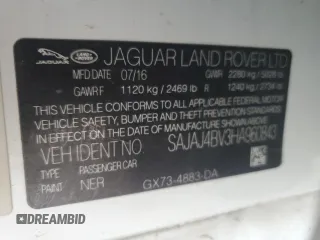 JAGUAR LAND ROVER LTD
MFD DATE 07/16 GWR 2280 kg / 5026 lb
GAWR F 1120 kg / 2469 lb R 1240 kg / 2734 lb
THIS VEHICLE CONFORMS TO ALL APPLICABLE FEDERAL MOTOR
VEHICLE SAFETY, BUMPER AND THEFT PREVENTION STANDARDS
IN EFFECT ON THE DATE OF MANUFACTURE SHOWN ABOVE
VEH IDENT NO.
TYPE PASSENGER CAR
PAINT NER
GX73-4883-DA
DREAMBID